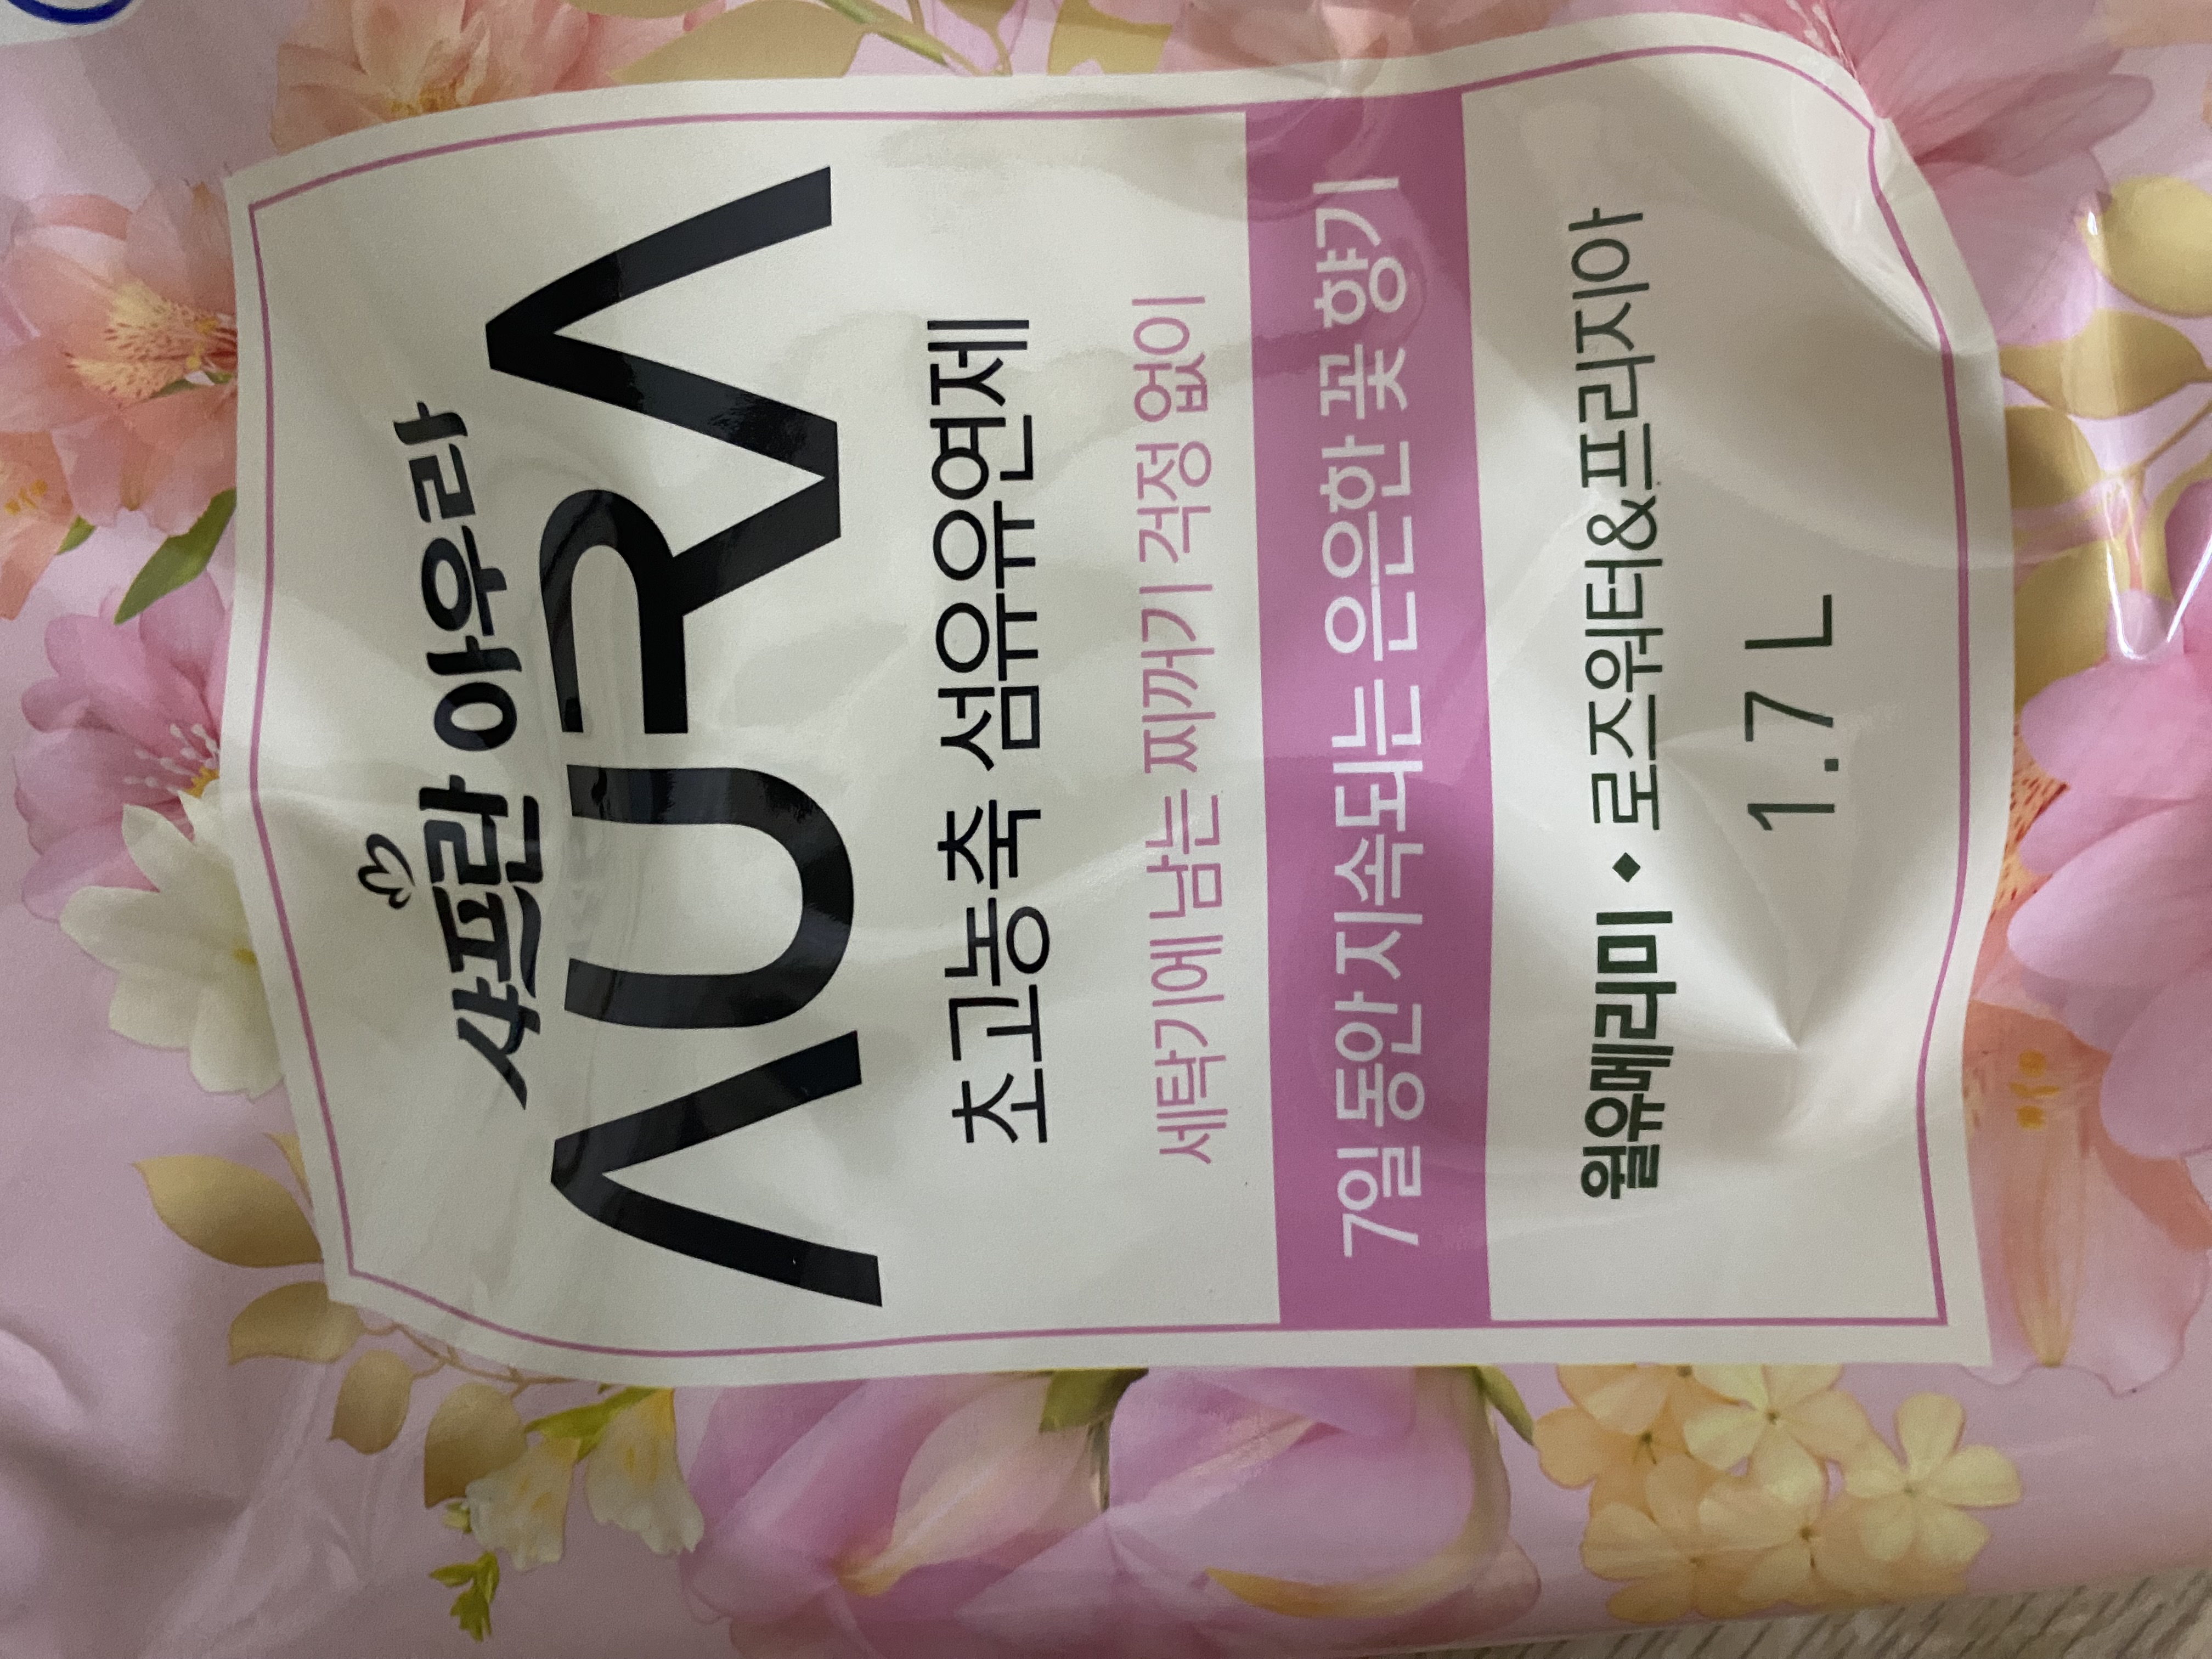 샤프란 아우라
AURA
초고농축 섬유유연제
세탁기에 남는 찌꺼기 걱정 없이
7일 동안 지속되는 은은한 꽃 향기
윌유메리미 ◆ 로즈워터&프리지아
1.7 L